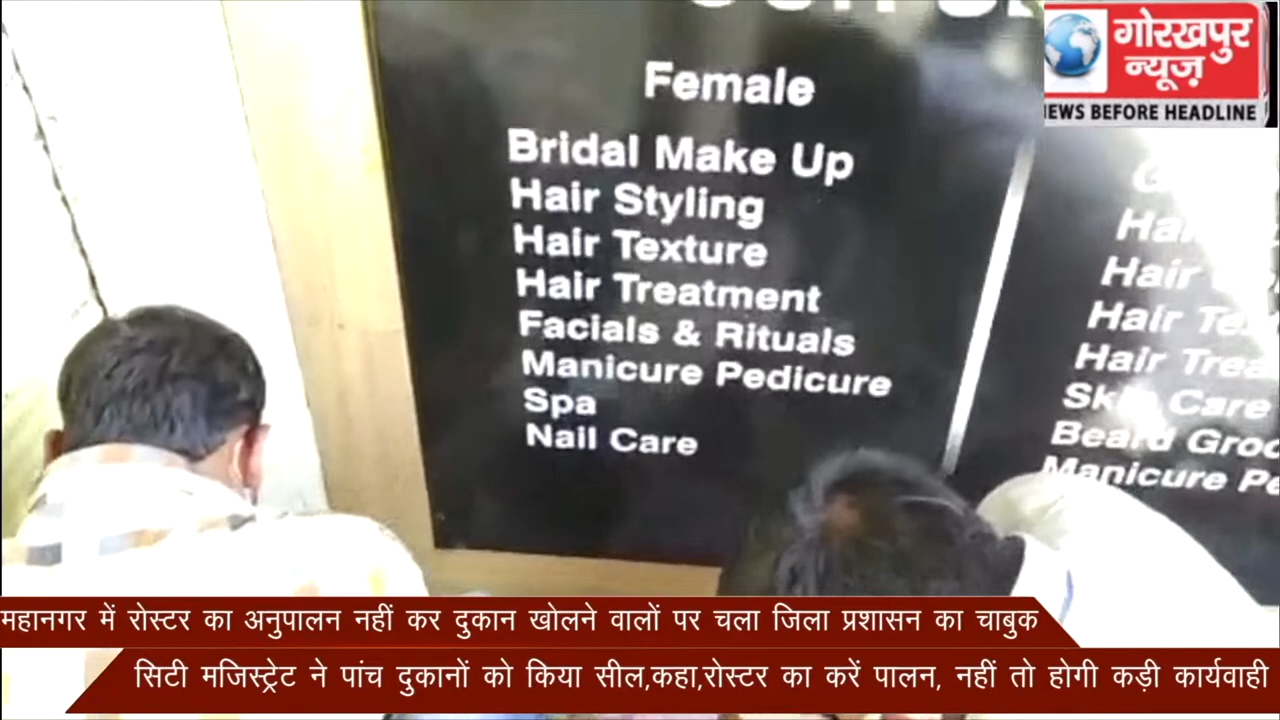 गोरखपुर
न्यूज़
NEWS BEFORE HEADLINE
Female
Bridal Make Up
Hair Styling
Hair Texture
Hair Treatment
Facials & Rituals
Manicure Pedicure
Spa
Nail Care
Hair
Hair
Hair
Care
Manicure
महानगर में रोस्टर का अनुपालन नहीं कर दुकान खोलने वालों पर चला जिला प्रशासन का चाबुक
सिटी मजिस्ट्रेट ने पांच दुकानों को किया सील,कहा,रोस्टर का करें पालन, नहीं तो होगी कड़ी कार्यवाही